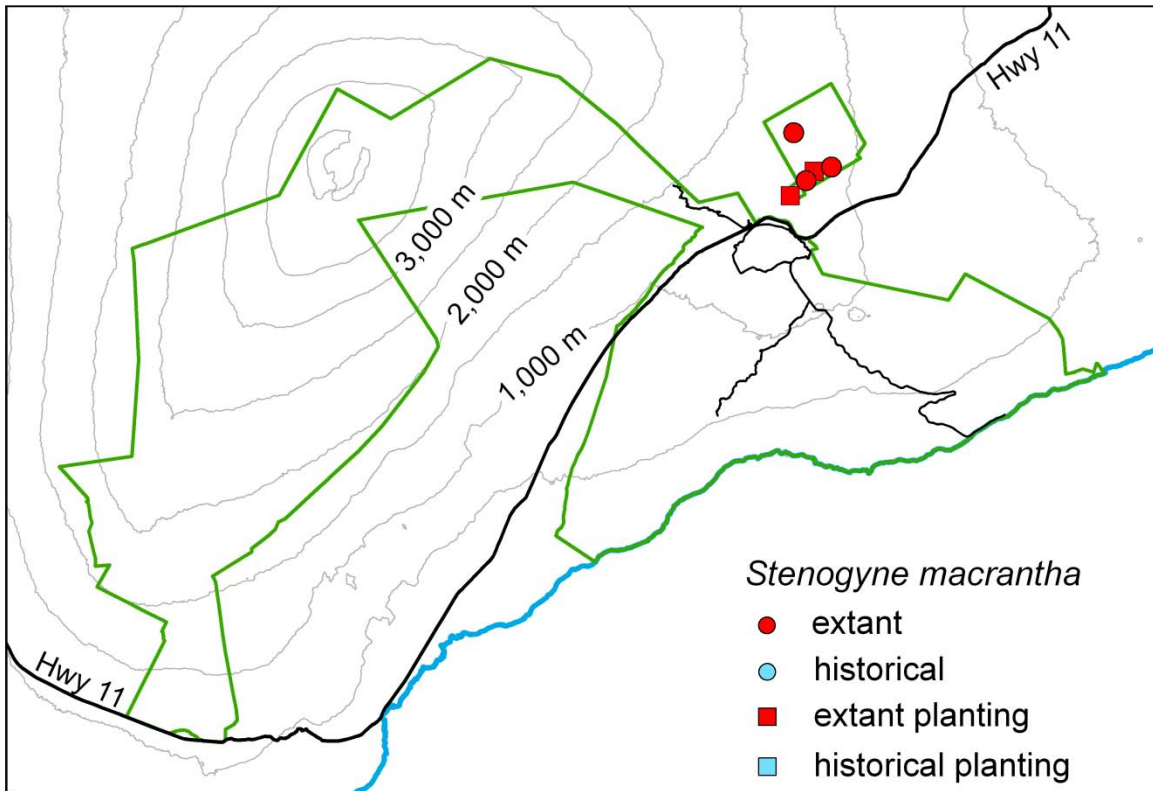 Hwy 11
3,000 m
2,000 m
1,000 m
Hwy 11
Stenogyne macrantha
extant
historical
extant planting
historical planting